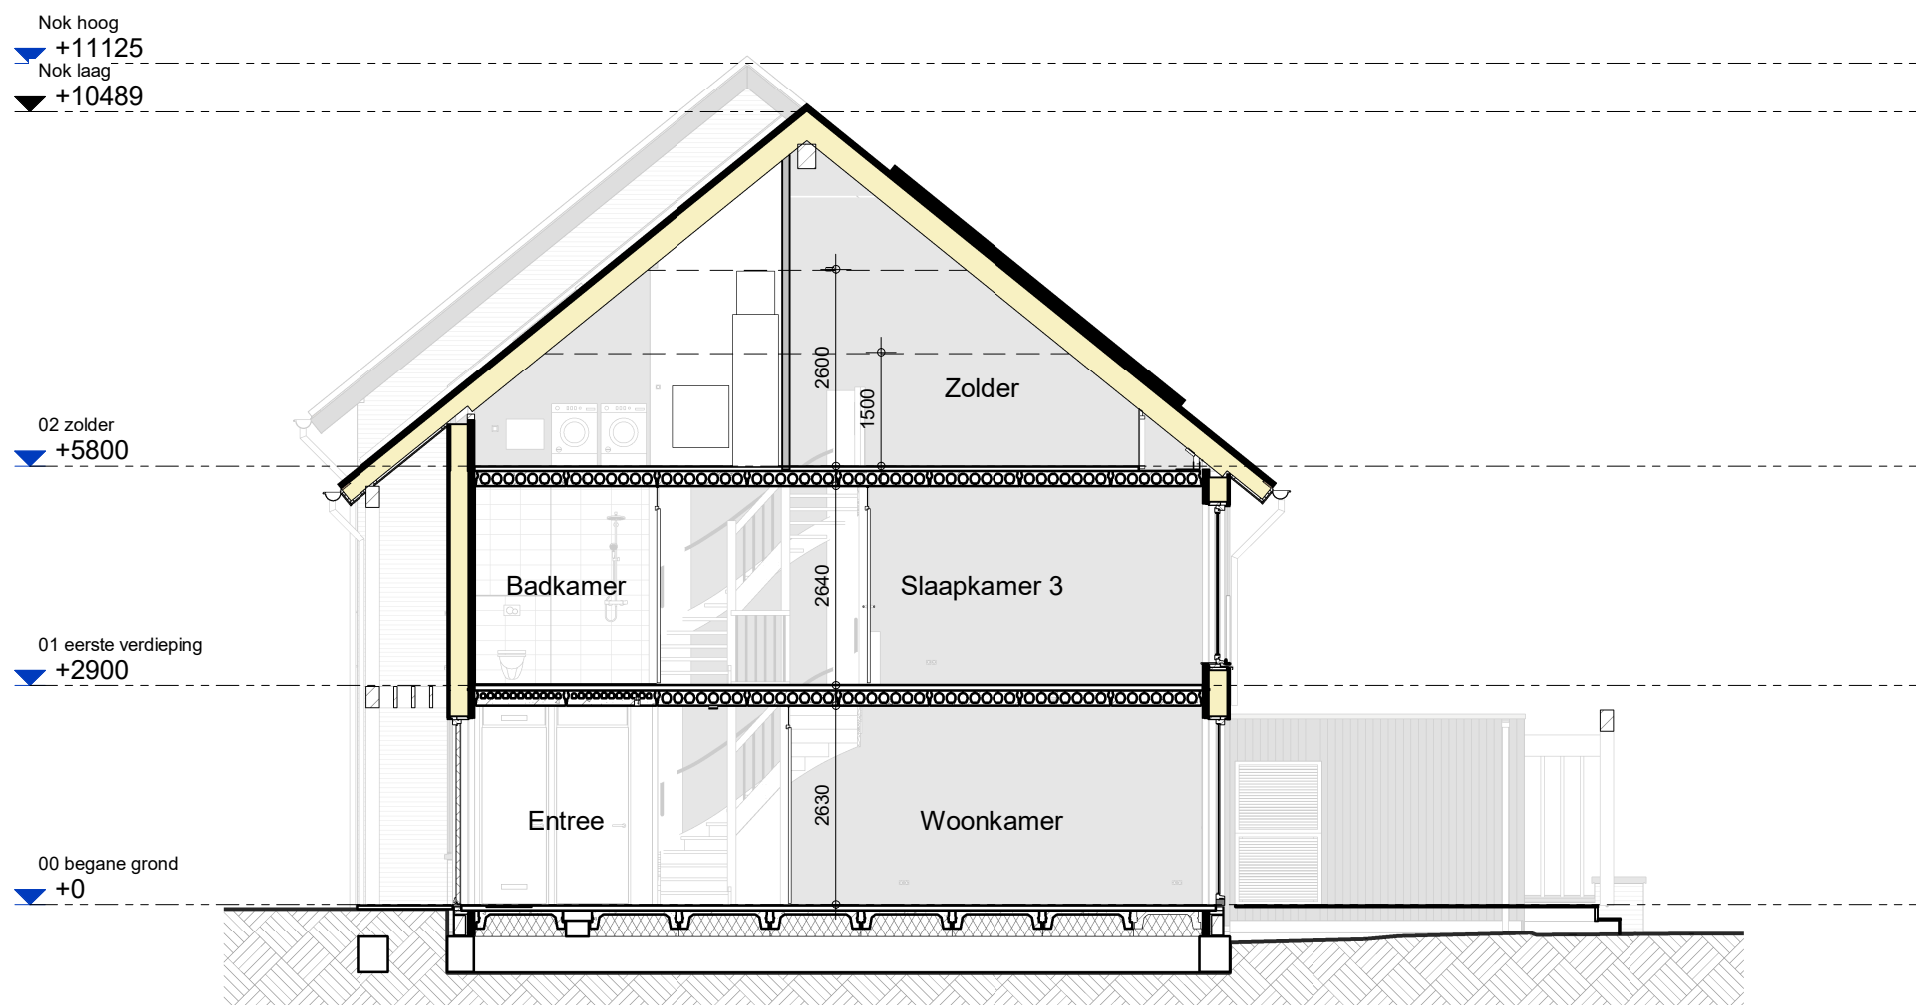 Nok hoog
+11125
Nok laag
+10489
2600
1500
Zolder
02 zolder
+5800
Badkamer
2640
Slaapkamer 3
01 eerste verdieping
+2900
Entree
2630
Woonkamer
00 begane grond
+0